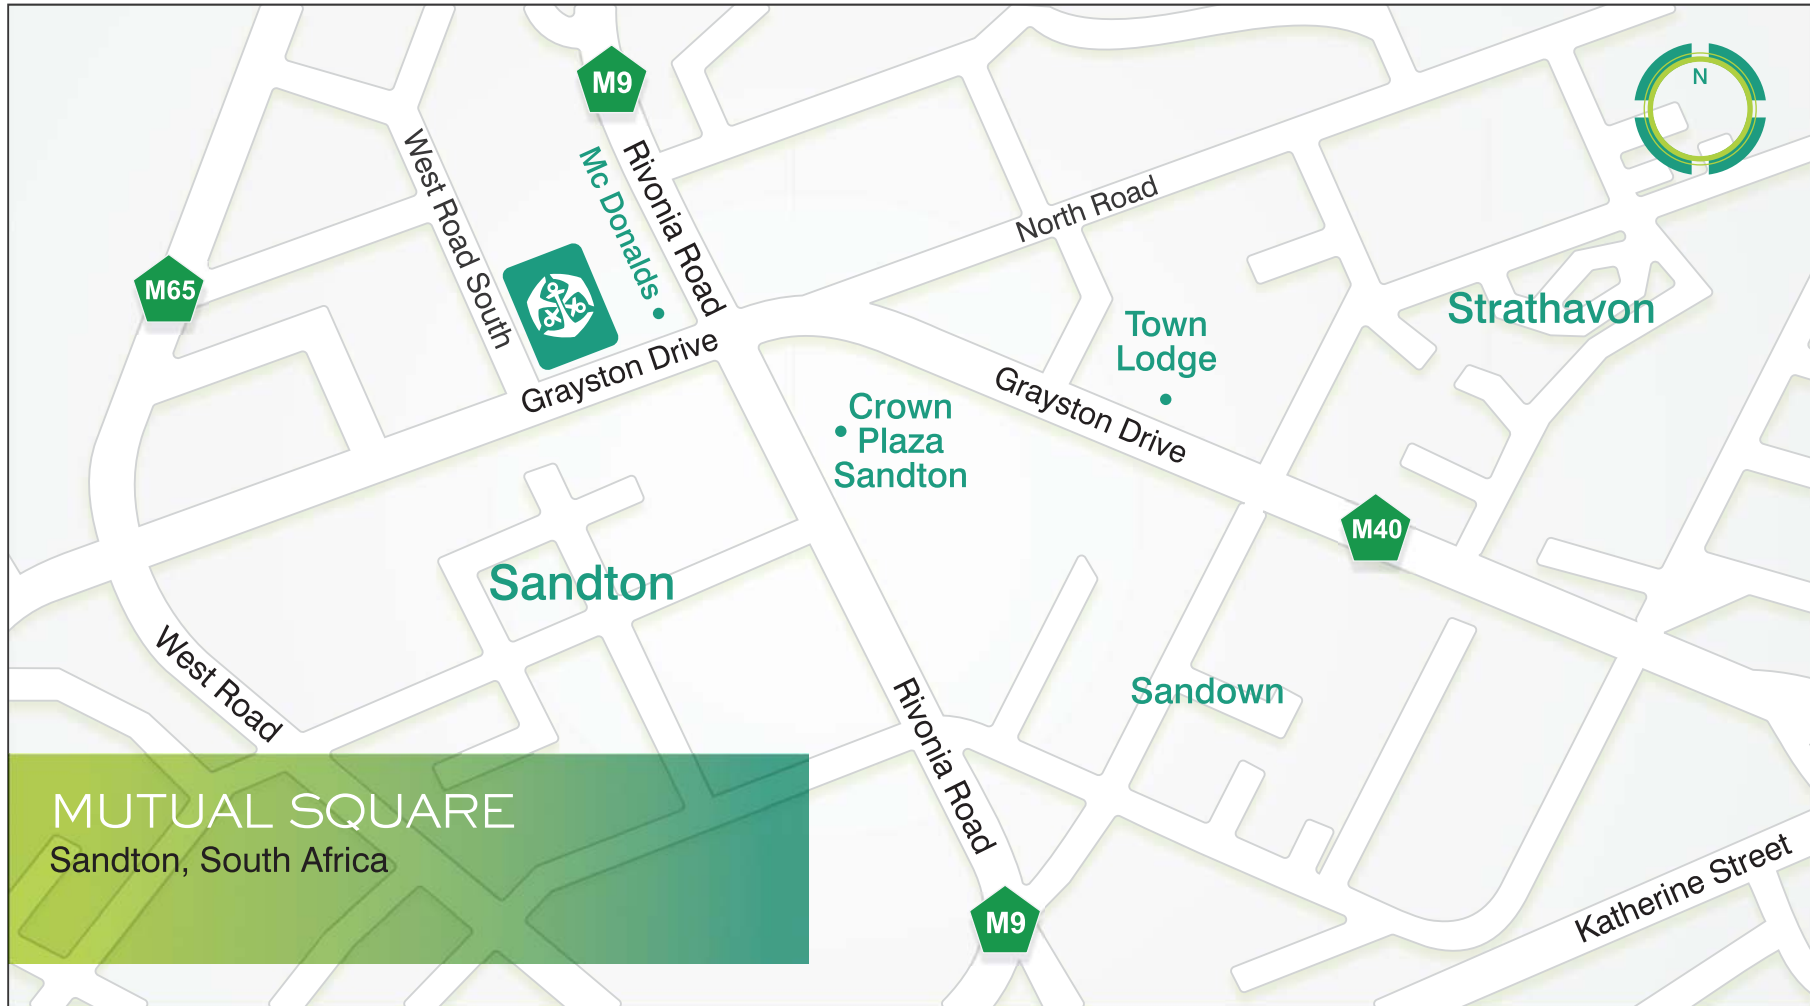 M9
N
West Road South
Mc Donalds
Rivonia Road
North Road
M65
Strathavon
Town
Lodge
Grayston Drive
Grayston Drive
Crown
Plaza
Sandton
M40
Sandton
West Road
Sandown
Rivonia Road
MUTUAL SQUARE
Sandton, South Africa
Katherine Street
M9